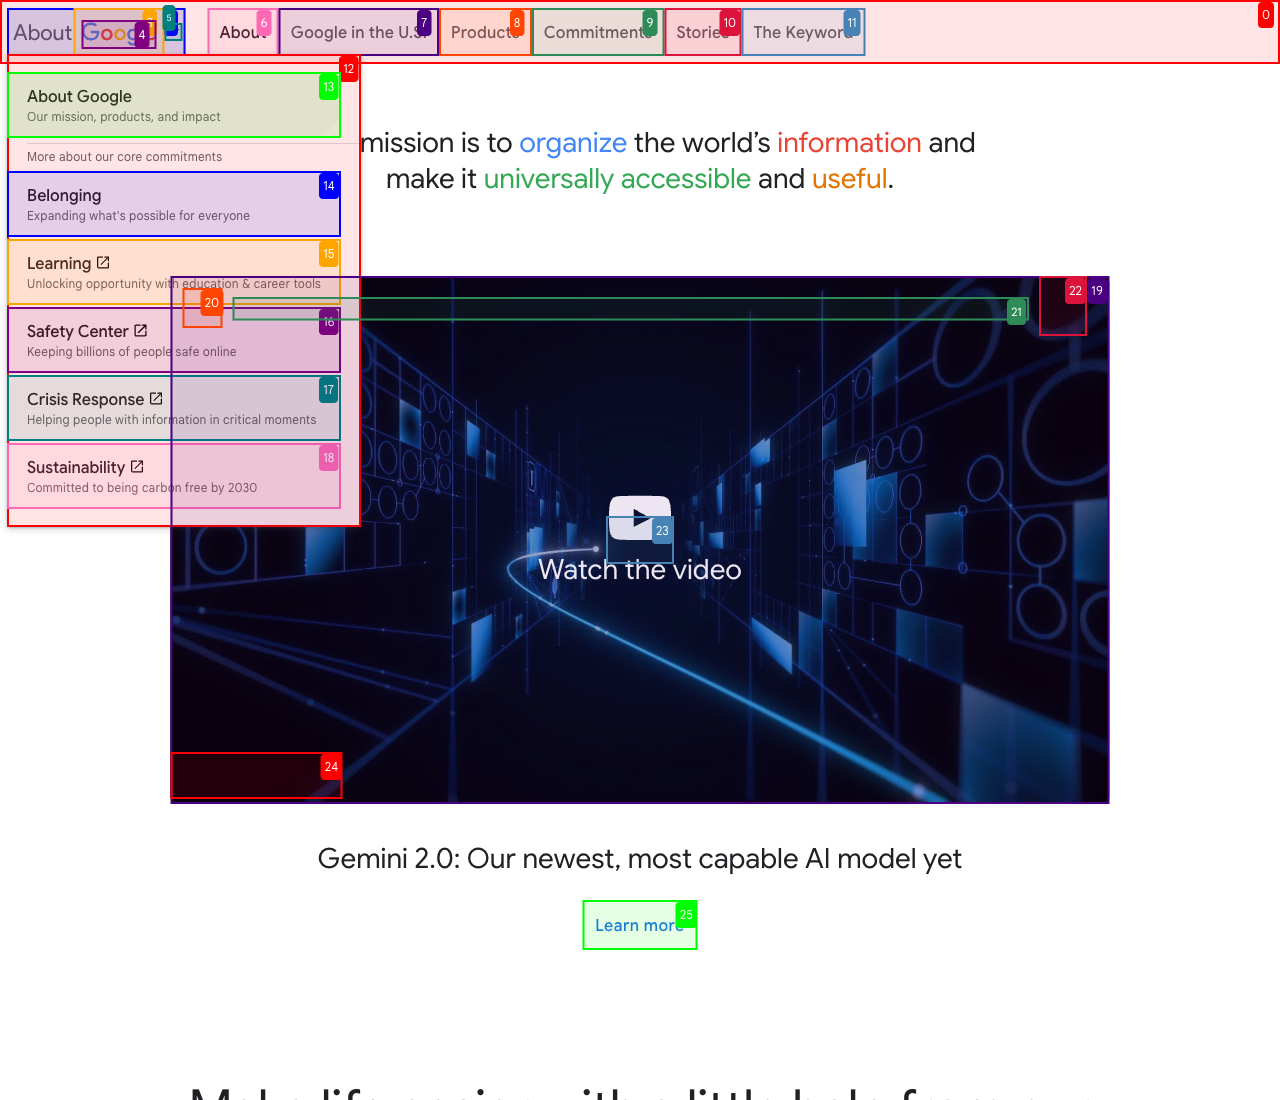 About Google
About
Google in the U.S.
Products
Commitments
Stories
The Keyword
0
4
5
6
7
8
9
10
11
12
About Google
13
Our mission, products, and impact
More about our core commitments
mission is to organize the world’s information and
make it universally accessible and useful.
Belonging
14
Expanding what's possible for everyone
Learning
15
Unlocking opportunity with education & career tools
20
21
22
19
Safety Center
16
Keeping billions of people safe online
Crisis Response
17
Helping people with information in critical moments
Sustainability
18
Committed to being carbon free by 2030
23
Watch the video
24
Gemini 2.0: Our newest, most capable AI model yet
Learn more
25